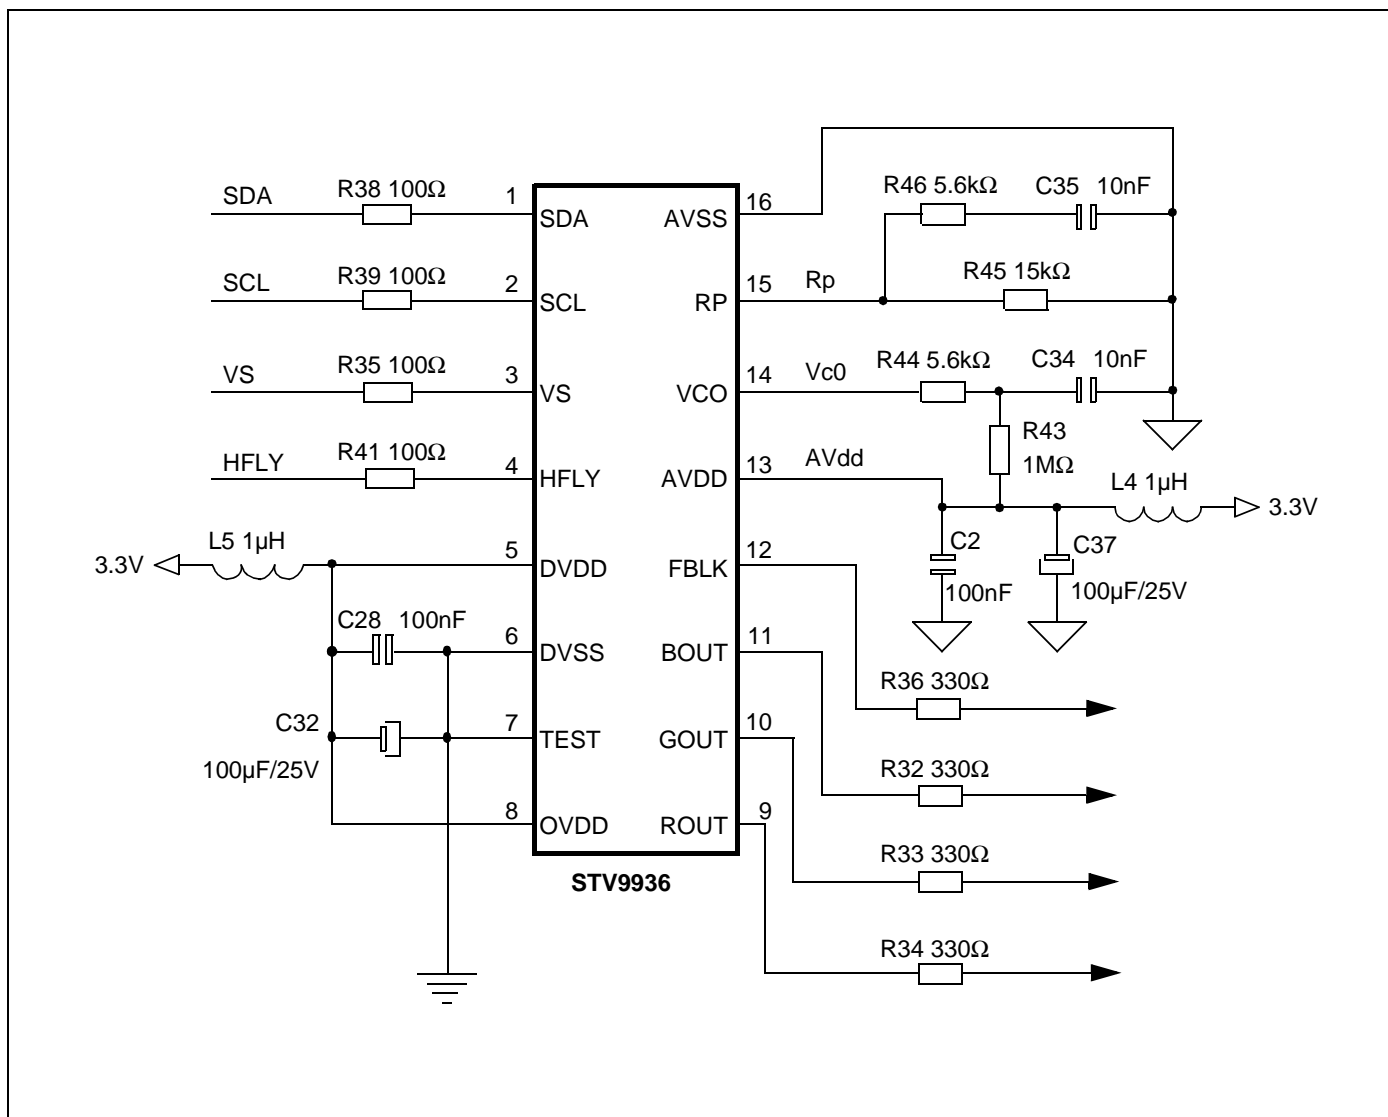 SDA R38 100Ω 1 SDA
SCL R39 100Ω 2 SCL
VS R35 100Ω 3 VS
HFLY R41 100Ω 4 HFLY
3.3V L5 1µH 5 DVDD
C28 100nF 6 DVSS
C32 7 TEST
100µF/25V
8 OVDD
AVSS 16
R46 5.6kΩ C35 10nF
RP 15 Rp R45 15kΩ
VCO 14 Vc0 R44 5.6kΩ C34 10nF
R43
1MΩ
AVDD 13 AVdd
L4 1µH 3.3V
C2
100nF
C37
100µF/25V
FBLK 12
BOUT 11
GOUT 10
ROUT 9
R36 330Ω
R32 330Ω
R33 330Ω
R34 330Ω
STV9936